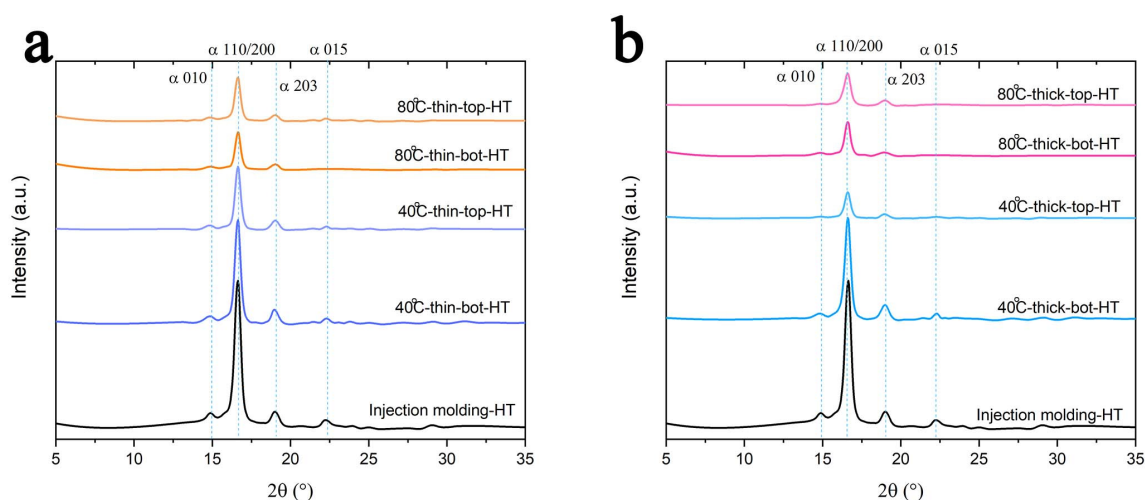 a
α 110/200
α 015
α 010
α 203
80℃-thin-top-HT
80℃-thin-bot-HT
40℃-thin-top-HT
40℃-thin-bot-HT
Injection molding-HT
Intensity (a.u.)
5 10 15 20 25 30 35
2θ (°)
b
α 110/200
α 015
α 010
α 203
80℃-thick-top-HT
80℃-thick-bot-HT
40℃-thick-top-HT
40℃-thick-bot-HT
Injection molding-HT
Intensity (a.u.)
5 10 15 20 25 30 35
2θ (°)